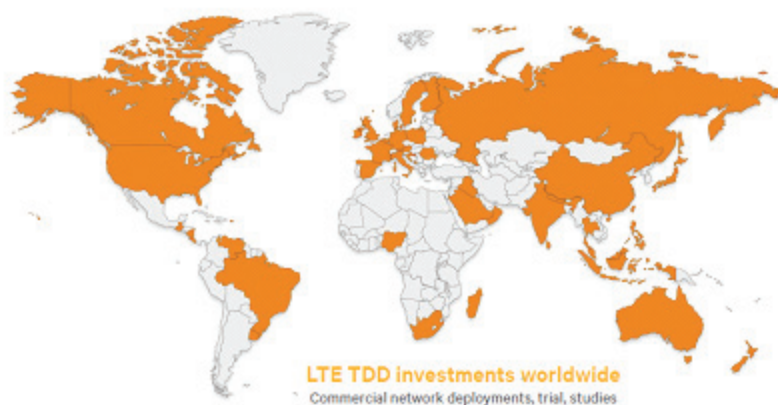 LTE TDD investments worldwide
Commercial network deployments, trial, studies